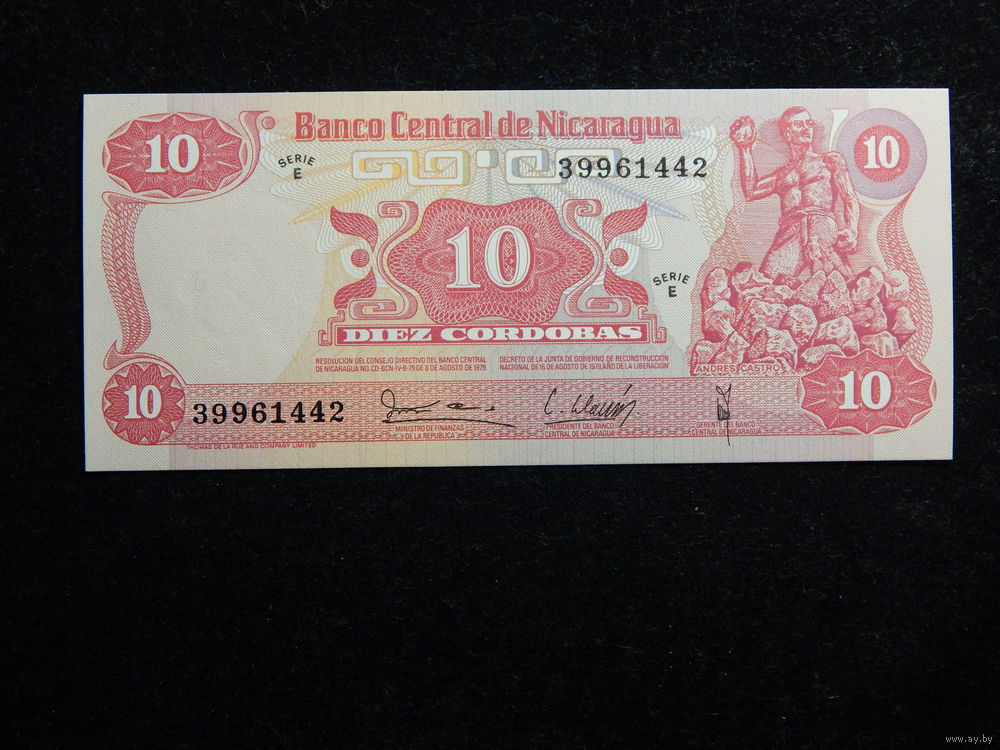 10
Banco Central de Nicaragua
10
SERIE
E
39961442
10
SERIE
E
DIEZ CORDOBAS
RESOLUCION DEL CONSEJO DIRECTIVO DEL BANCO CENTRAL
DE NICARAGUA NO. CD-BCN-IV-B-79 DE 8 DE AGOSTO DE 1979
DECRETO DE LA JUNTA DE GOBIERNO DE RECONSTRUCCION
NACIONAL DE 16 DE AGOSTO DE 1979, AÑO DE LA LIBERACION
ANDRES CASTRO
10
39961442
MINISTRO DE FINANZAS
DE LA REPUBLICA
PRESIDENTE DEL BANCO
CENTRAL DE NICARAGUA
GERENTE DEL BANCO
CENTRAL DE NICARAGUA
10
THOMAS DE LA RUE AND COMPANY LIMITED
www.ay.by